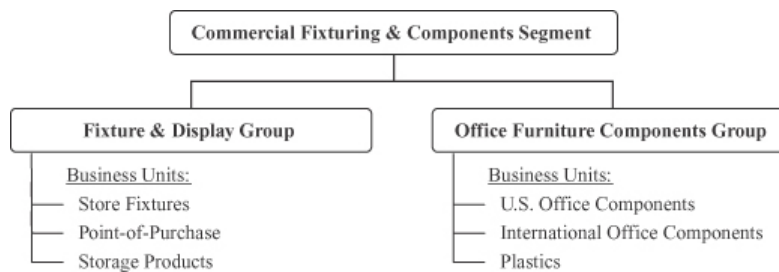 Commercial Fixturing & Components Segment
Fixture & Display Group
Business Units:
Store Fixtures
Point-of-Purchase
Storage Products
Office Furniture Components Group
Business Units:
U.S. Office Components
International Office Components
Plastics